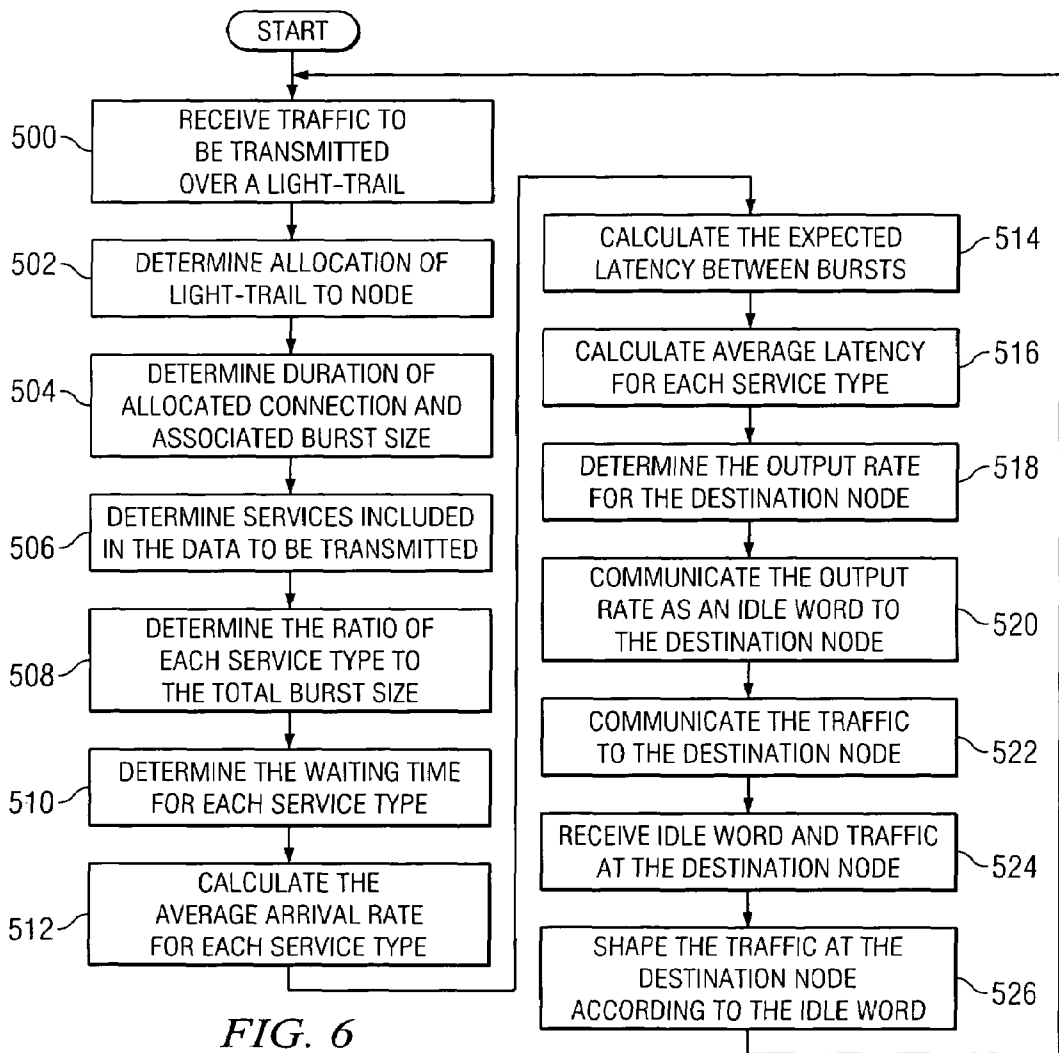 START
500
RECEIVE TRAFFIC TO
BE TRANSMITTED
OVER A LIGHT-TRAIL
502
DETERMINE ALLOCATION OF
LIGHT-TRAIL TO NODE
504
DETERMINE DURATION OF
ALLOCATED CONNECTION AND
ASSOCIATED BURST SIZE
506
DETERMINE SERVICES INCLUDED
IN THE DATA TO BE TRANSMITTED
508
DETERMINE THE RATIO OF
EACH SERVICE TYPE TO
THE TOTAL BURST SIZE
510
DETERMINE THE WAITING TIME
FOR EACH SERVICE TYPE
512
CALCULATE THE
AVERAGE ARRIVAL RATE
FOR EACH SERVICE TYPE
CALCULATE THE EXPECTED
LATENCY BETWEEN BURSTS
514
CALCULATE AVERAGE LATENCY
FOR EACH SERVICE TYPE
516
DETERMINE THE OUTPUT RATE
FOR THE DESTINATION NODE
518
COMMUNICATE THE OUTPUT
RATE AS AN IDLE WORD TO
THE DESTINATION NODE
520
COMMUNICATE THE TRAFFIC
TO THE DESTINATION NODE
522
RECEIVE IDLE WORD AND TRAFFIC
AT THE DESTINATION NODE
524
SHAPE THE TRAFFIC AT THE
DESTINATION NODE
ACCORDING TO THE IDLE WORD
526
FIG. 6